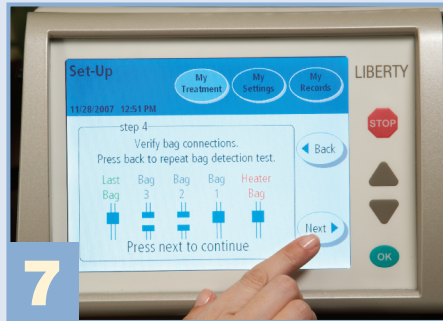 Set-Up
My Treatment
My Settings
My Records
LIBERTY
11/28/2007 12:51 PM
STOP
step 4
Verify bag connections.
Press back to repeat bag detection test.
Back
Last Bag
Bag 3
Bag 2
Bag 1
Heater Bag
Next
Press next to continue
OK
7